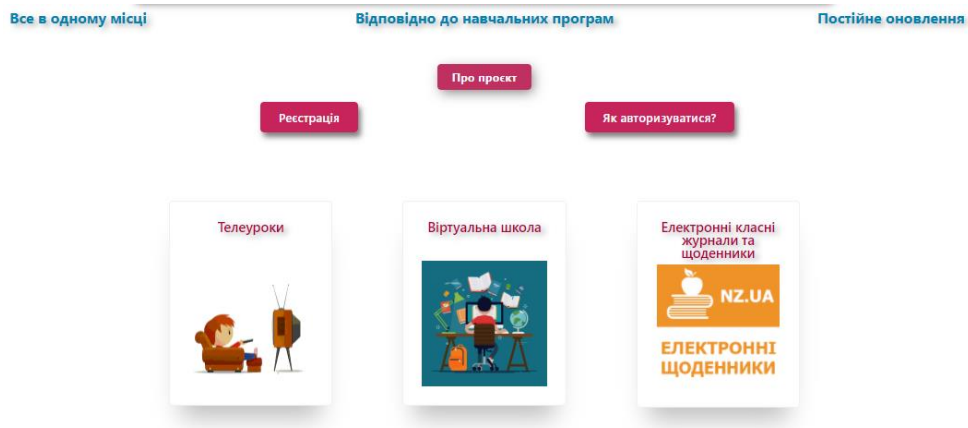 Все в одному місці
Відповідно до навчальних програм
Постійне оновлення
Про проєкт
Реєстрація
Як авторизуватися?
Телеуроки
Віртуальна школа
Електронні класні
журнали та
щоденники
NZ.UA
ЕЛЕКТРОННІ
ЩОДЕННИКИ